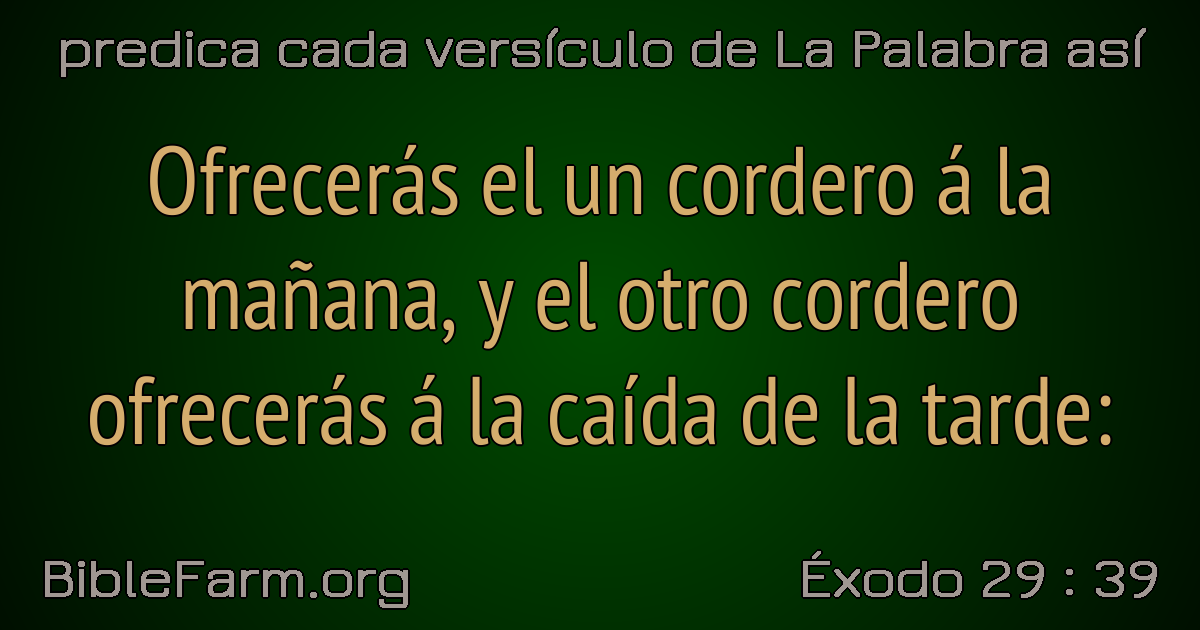 predica cada versículo de La Palabra así
Ofrecerás el un cordero á la
mañana, y el otro cordero
ofrecerás á la caída de la tarde:
BibleFarm.org
Éxodo 29 : 39